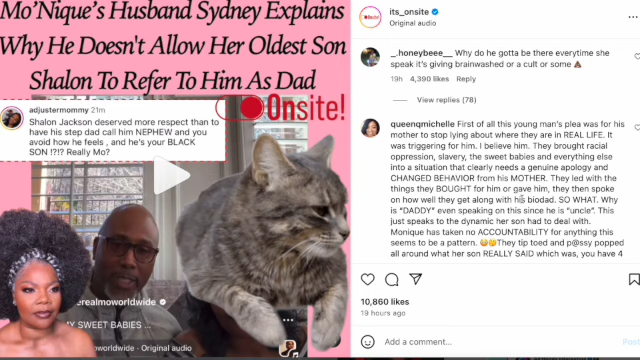 Mo'Nique's Husband Sydney Explains
Why He Doesn't Allow Her Oldest Son
Shalon To Refer To Him As Dad
Onsite!
adjustermommy 21m
Shalon Jackson deserved more respect than to
have his step dad call him NEPHEW and you
avoid how he feels , and he's your BLACK
SON !?!? Really Mo?
erealmoworldwide
MY SWEET BABIES ...
oworldwide · Original audio
Onsite!
its_onsite
Original audio
_.honeybeee__ Why do he gotta be there everytime she
speak it's giving brainwashed or a cult or some 💩
19h 4,390 likes Reply
View replies (78)
queenqmichelle First of all this young man's plea was for his
mother to stop lying about where they are in REAL LIFE. It
was triggering for him. I believe him. They brought racial
oppression, slavery, the sweet babies and everything else
into a situation that clearly needs a genuine apology and
CHANGED BEHAVIOR from his MOTHER. They led with the
things they BOUGHT for him or gave him, they then spoke
on how well they get along with his biodad. SO WHAT. Why
is "DADDY" even speaking on this since he is "uncle". This
just speaks to the dynamic her son had to deal with.
Monique has taken no ACCOUNTABILITY for anything this
seems to be a pattern. They tip toed and p@ssy popped
all around what her son REALLY SAID which was, you have 4
10,860 likes
19 hours ago
Add a comment...
Post